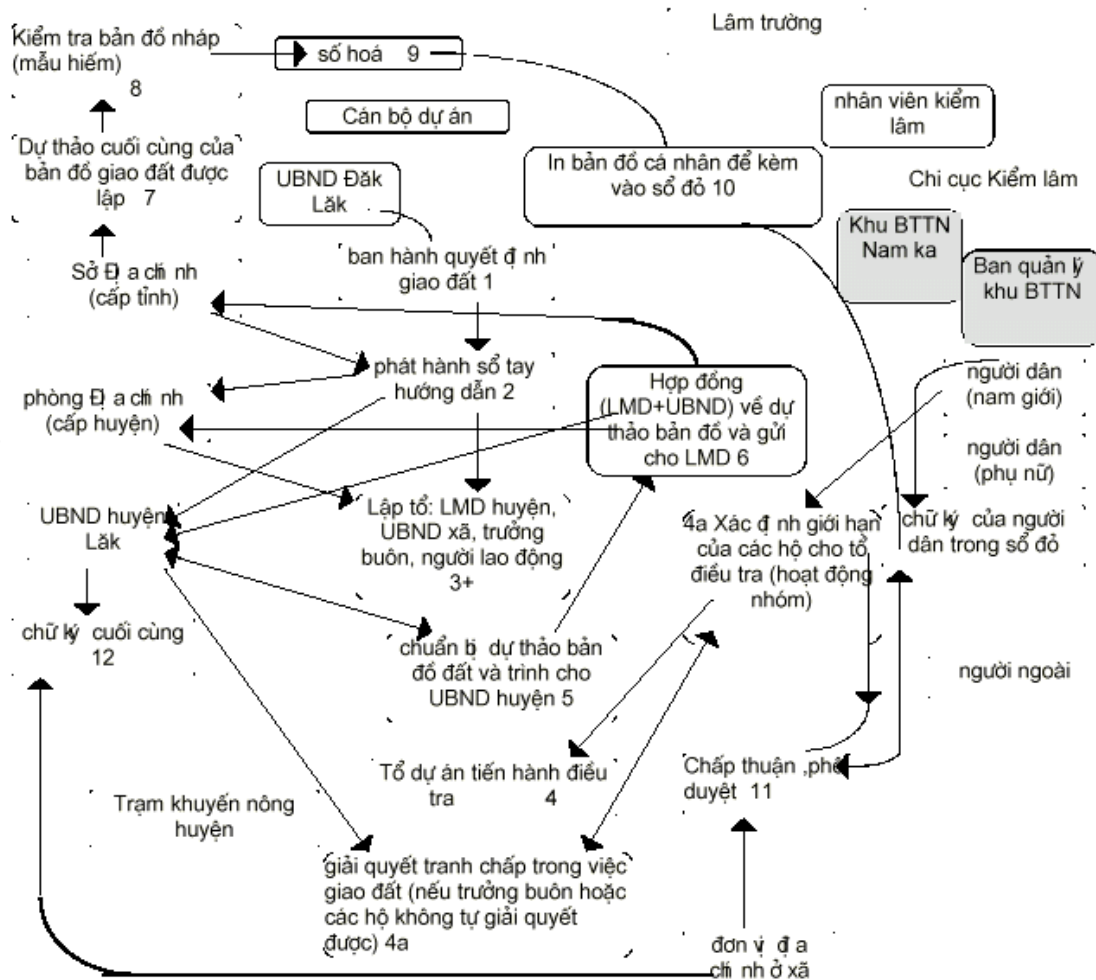 Lâm trường
Kiểm tra bản đồ nháp
(mẫu hiếm)
8
số hoá 9
Cán bộ dự án
nhân viên kiểm
lâm
Dự thảo cuối cùng của
bản đồ giao đất được
lập 7
UBND Đăk
Lăk
In bản đồ cá nhân để kèm
vào sổ đỏ 10
Chi cục Kiểm lâm
Khu BTTN
Nam ka
Ban quản lý
khu BTTN
ban hành quyết định
giao đất 1
Sở Địa chính
(cấp tỉnh)
phát hành sổ tay
hướng dẫn 2
Hợp đồng
(LMD+UBND) về dự
thảo bản đồ và gửi
cho LMD 6
người dân
(nam giới)
phòng Địa chính
(cấp huyện)
người dân
(phụ nữ)
UBND huyện
Lăk
Lập tổ: LMD huyện,
UBND xã, trưởng
buôn, người lao động
3+
4a Xác định giới hạn
của các hộ cho tổ
điều tra (hoạt động
nhóm)
chữ ký của người
dân trong sổ đỏ
chữ ký cuối cùng
12
chuẩn bị dự thảo bản
đồ đất và trình cho
UBND huyện 5
người ngoài
Tổ dự án tiến hành điều
tra 4
Chấp thuận ,phê
duyệt 11
Trạm khuyến nông
huyện
giải quyết tranh chấp trong việc
giao đất (nếu trưởng buôn hoặc
các hộ không tự giải quyết
được) 4a
đơn vị địa
chính ở xã